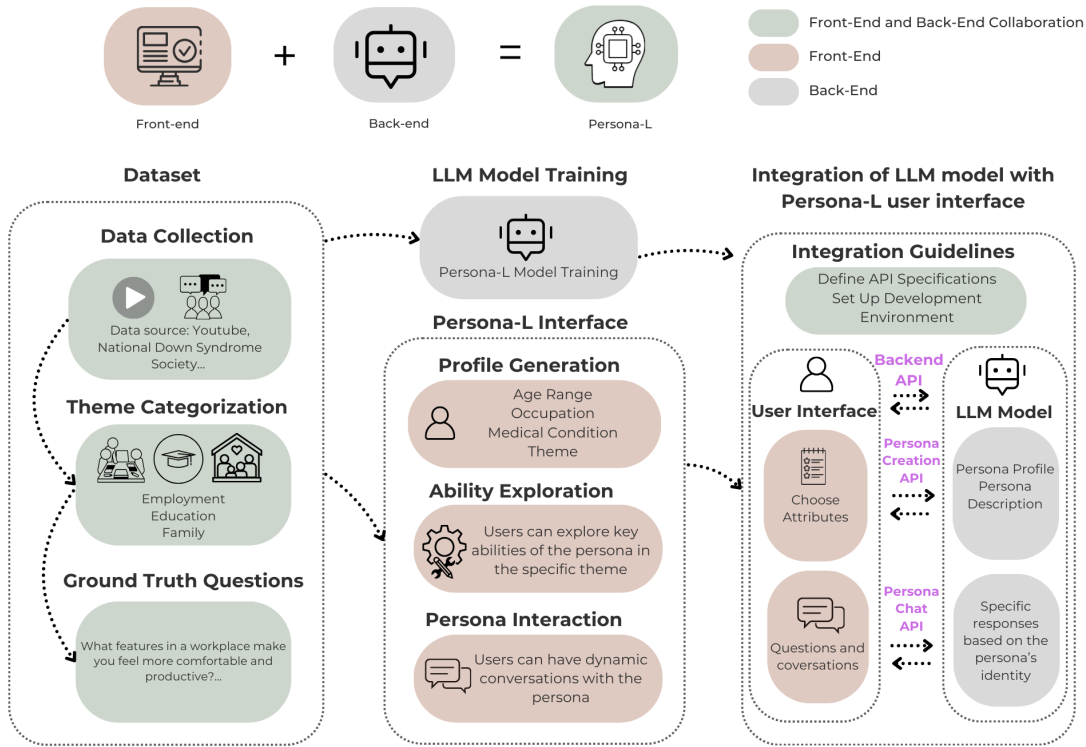 Front-End and Back-End Collaboration
Front-End
Back-End
Front-end
+
Back-end
=
Persona-L
Dataset
Data Collection
Data source: Youtube,
National Down Syndrome
Society...
Theme Categorization
Employment
Education
Family
Ground Truth Questions
What features in a workplace make
you feel more comfortable and
productive?...
LLM Model Training
Persona-L Model Training
Persona-L Interface
Profile Generation
Age Range
Occupation
Medical Condition
Theme
Ability Exploration
Users can explore key
abilities of the persona in
the specific theme
Persona Interaction
Users can have dynamic
conversations with the
persona
Integration of LLM model with
Persona-L user interface
Integration Guidelines
Define API Specifications
Set Up Development
Environment
User Interface
Choose
Attributes
Questions and
coversations
Backend
API
Persona
Creation
API
Persona
Chat
API
LLM Model
Persona Profile
Persona
Description
Specific
responses
based on the
persona's
identity